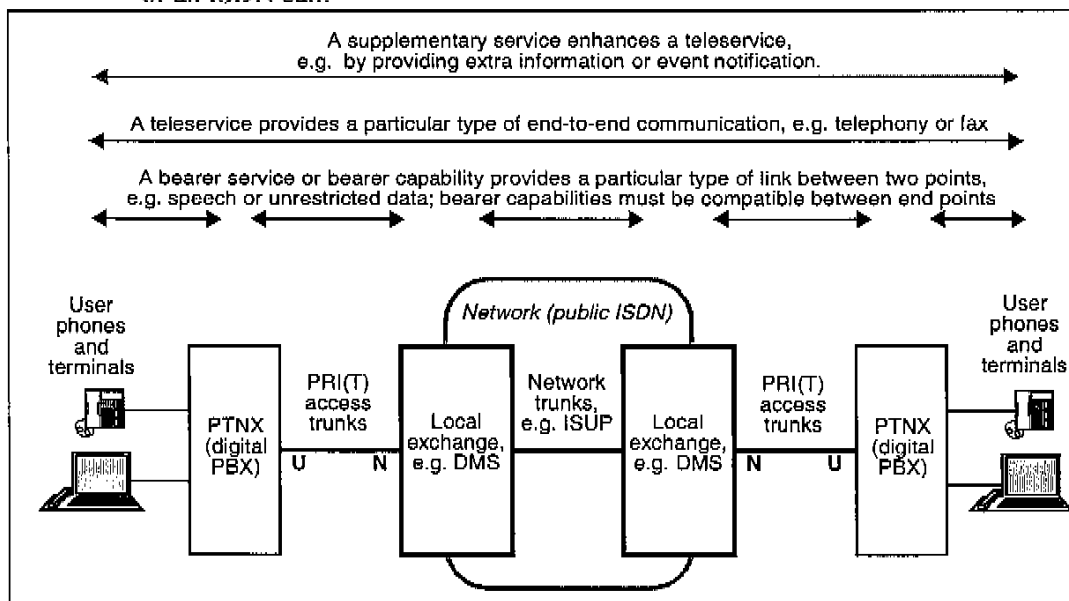 A supplementary service enhances a teleservice,
e.g. by providing extra information or event notification.
A teleservice provides a particular type of end-to-end communication, e.g. telephony or fax
A bearer service or bearer capability provides a particular type of link between two points,
e.g. speech or unrestricted data; bearer capabilities must be compatible between end points
Network (public ISDN)
User
phones
and
terminals
PTNX
(digital
PBX)
PRI(T)
access
trunks
U
N
Local
exchange,
e.g. DMS
Network
trunks,
e.g. ISUP
Local
exchange,
e.g. DMS
PRI(T)
access
trunks
N
U
PTNX
(digital
PBX)
User
phones
and
terminals